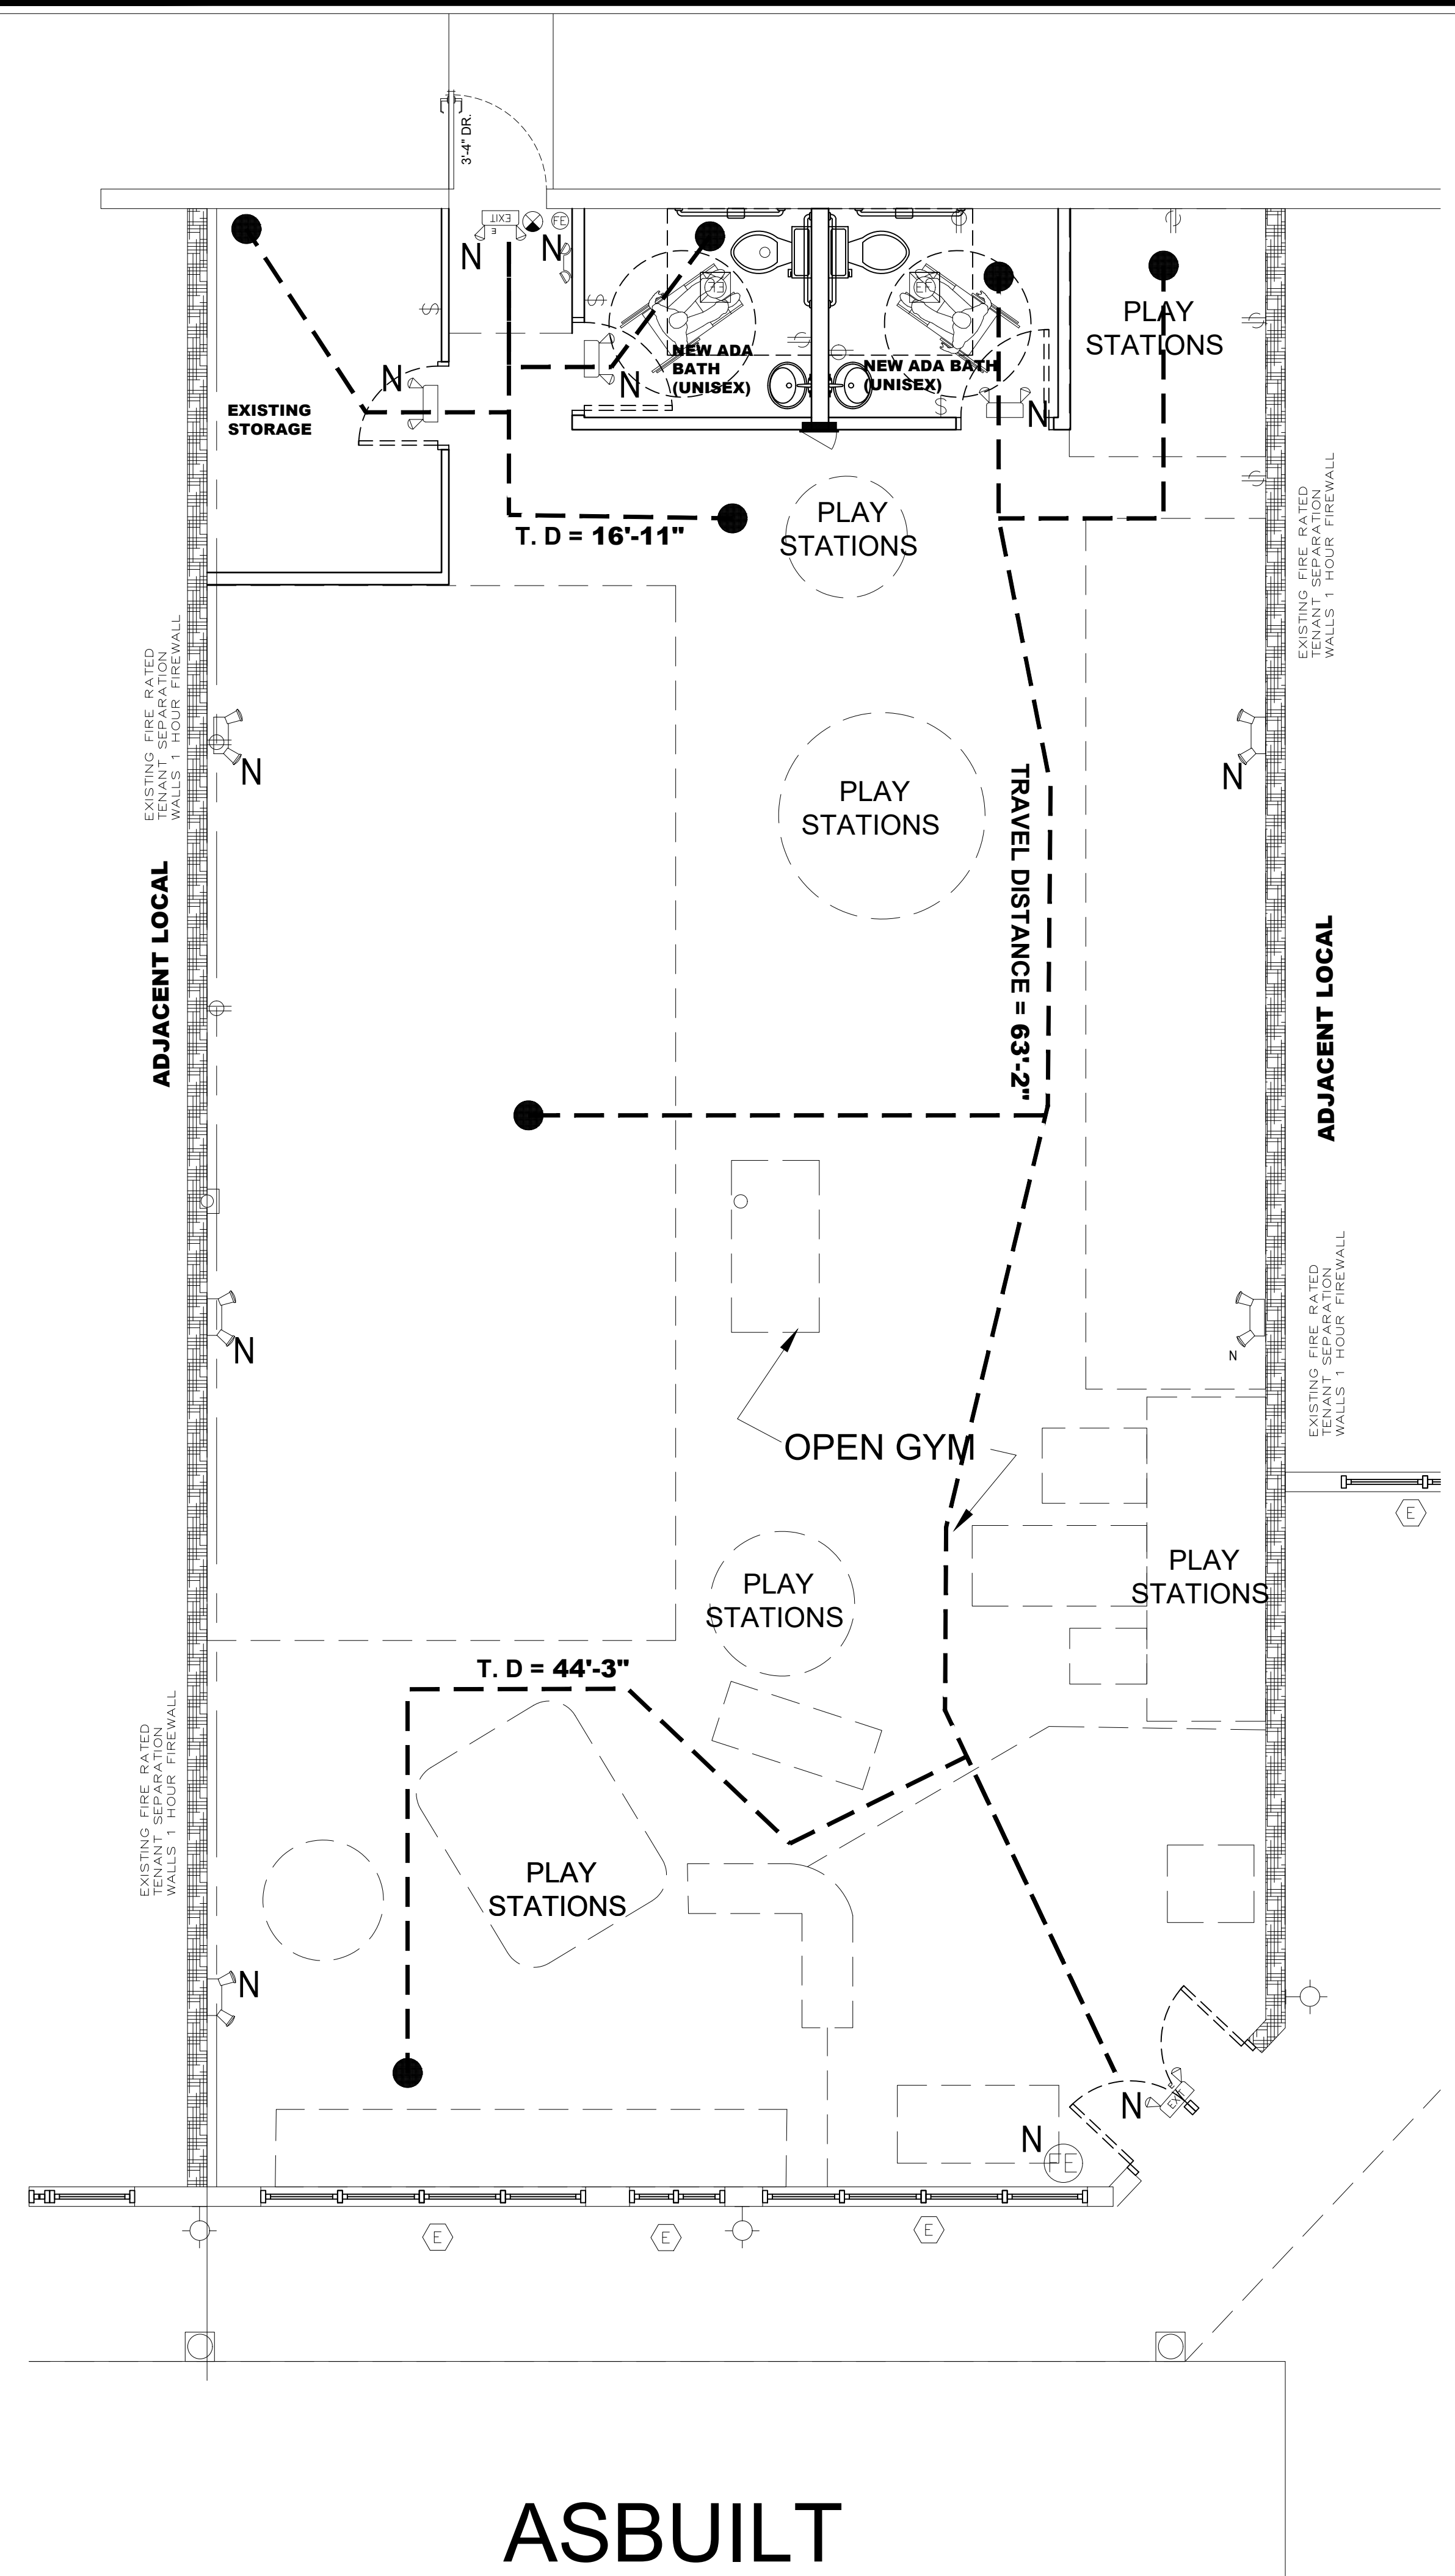 3'-4" DR.
EXIT
E
FE
N
N
$
$
EF
EF
$
$
PLAY
STATIONS
NEW ADA
BATH
(UNISEX)
NEW ADA BATH
(UNISEX)
N
N
N
$
EXISTING
STORAGE
PLAY
STATIONS
T. D = 16'-11"
EXISTING FIRE RATED
TENANT SEPARATION
WALLS 1 HOUR FIREWALL
EXISTING FIRE RATED
TENANT SEPARATION
WALLS 1 HOUR FIREWALL
N
N
PLAY
STATIONS
TRAVEL DISTANCE = 63'-2"
ADJACENT LOCAL
ADJACENT LOCAL
N
N
EXISTING FIRE RATED
TENANT SEPARATION
WALLS 1 HOUR FIREWALL
OPEN GYM
E
PLAY
STATIONS
PLAY
STATIONS
T. D = 44'-3"
EXISTING FIRE RATED
TENANT SEPARATION
WALLS 1 HOUR FIREWALL
PLAY
STATIONS
N
E
EXIT
N
N
FE
E
E
E
ASBUILT